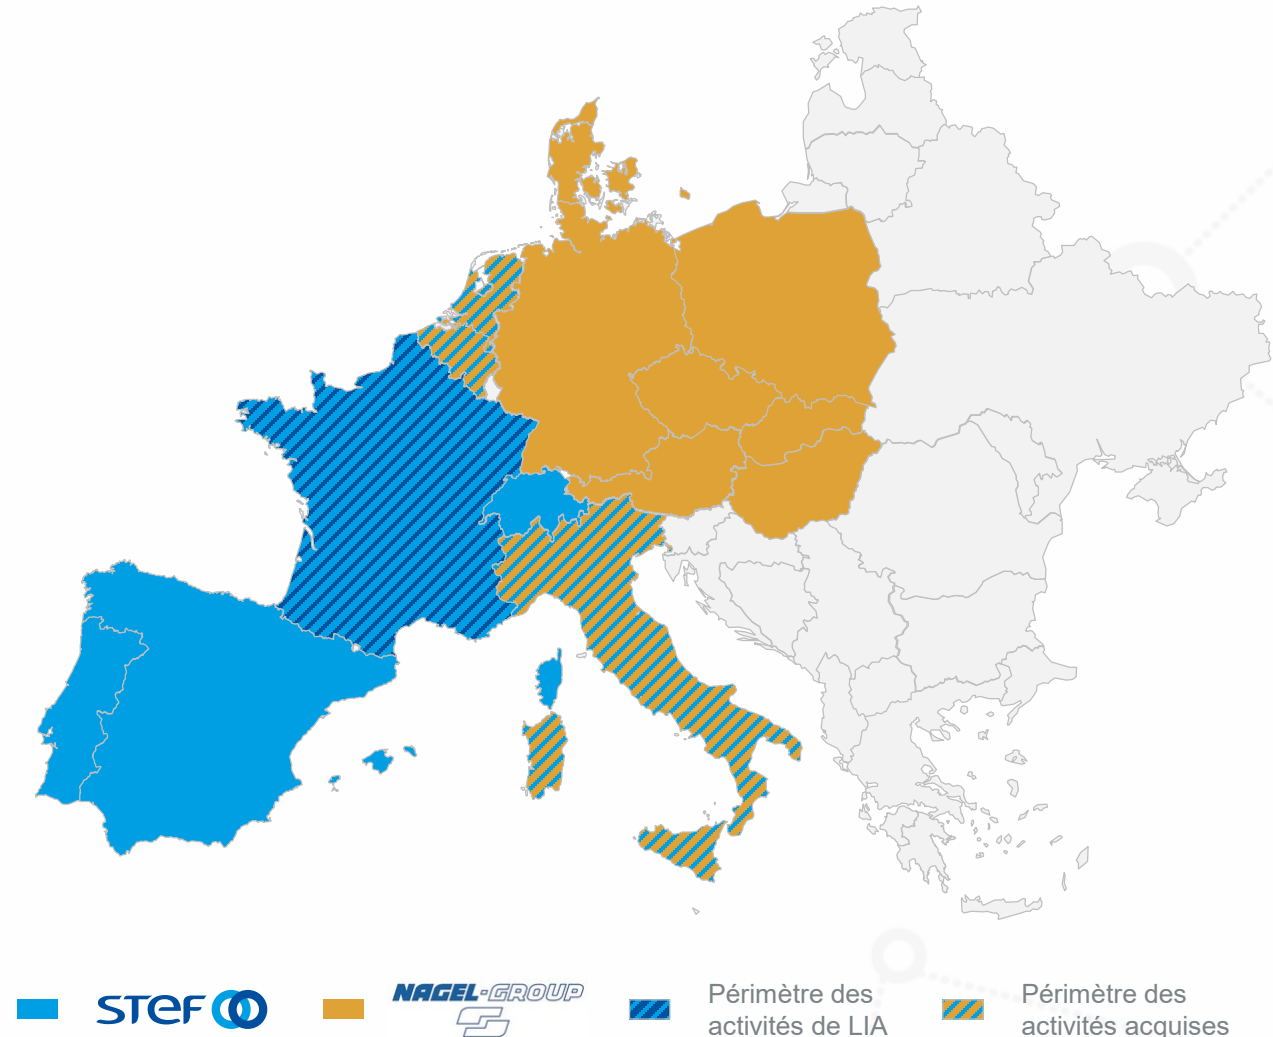 STEF
NAGEL-GROUP
Périmètre des
activités de LIA
Périmètre des
activités acquises